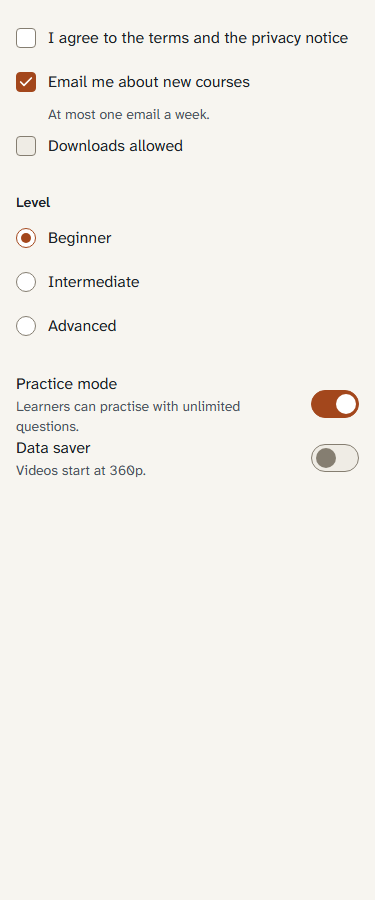 I agree to the terms and the privacy notice
Email me about new courses
At most one email a week.
Downloads allowed
Level
Beginner
Intermediate
Advanced
Practice mode
Learners can practise with unlimited
questions.
Data saver
Videos start at 360p.